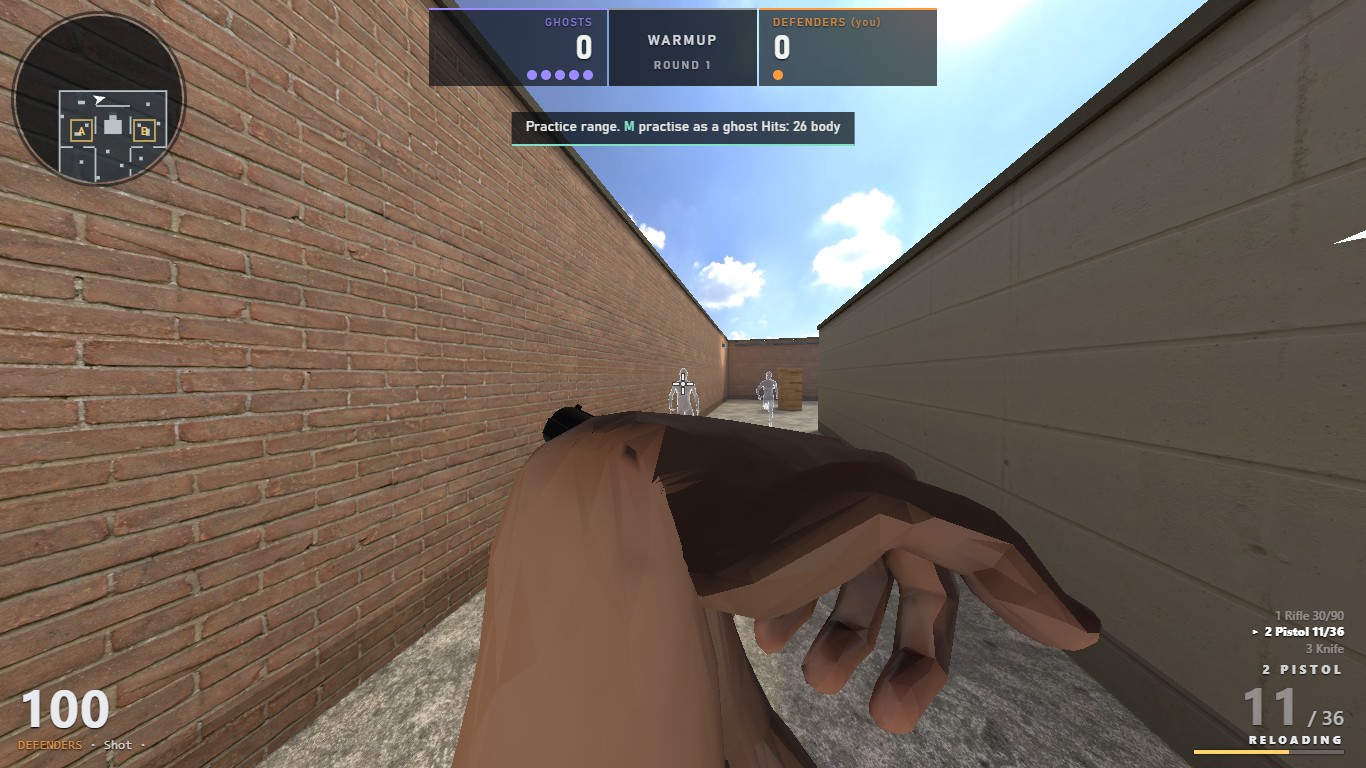 GHOSTS
0
WARMUP
ROUND 1
DEFENDERS (you)
0
A
B
Practice range. M practise as a ghost Hits: 26 body
1 Rifle 30/90
▸ 2 Pistol 11/36
3 Knife
2 PISTOL
11 / 36
RELOADING
100
DEFENDERS · Shot ·